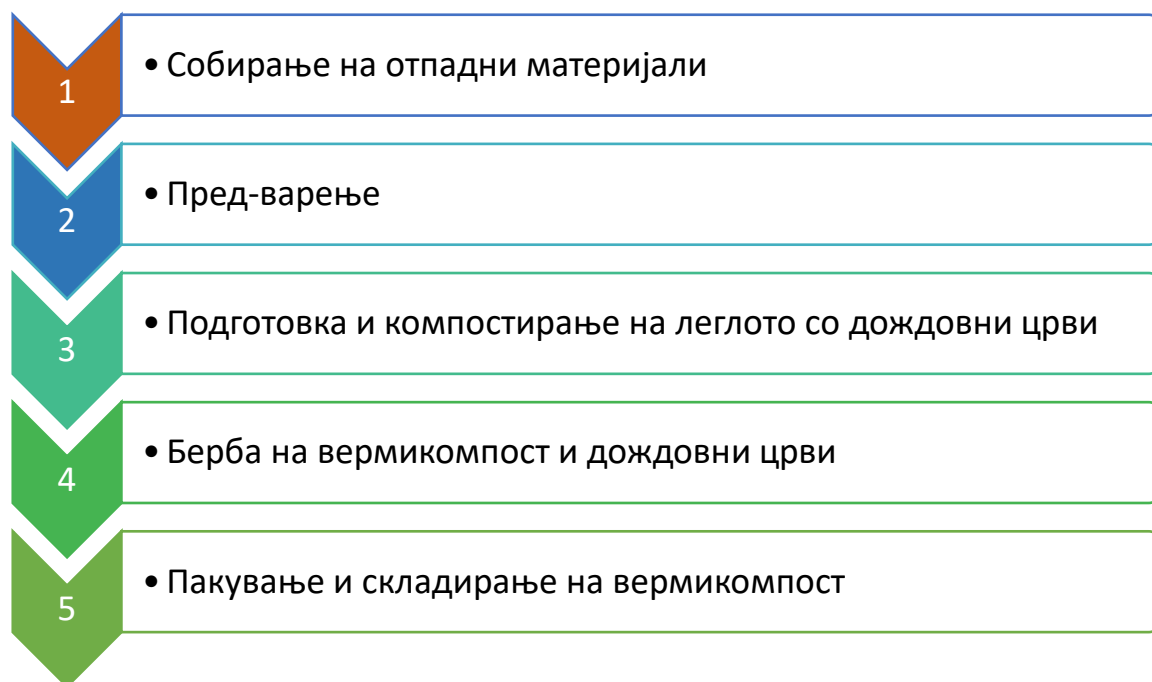 1
• Собирање на отпадни материјали
2
• Пред-варење
3
• Подготовка и компостирање на леглото со дождовни црви
4
• Берба на вермикомпост и дождовни црви
5
• Пакување и складирање на вермикомпост